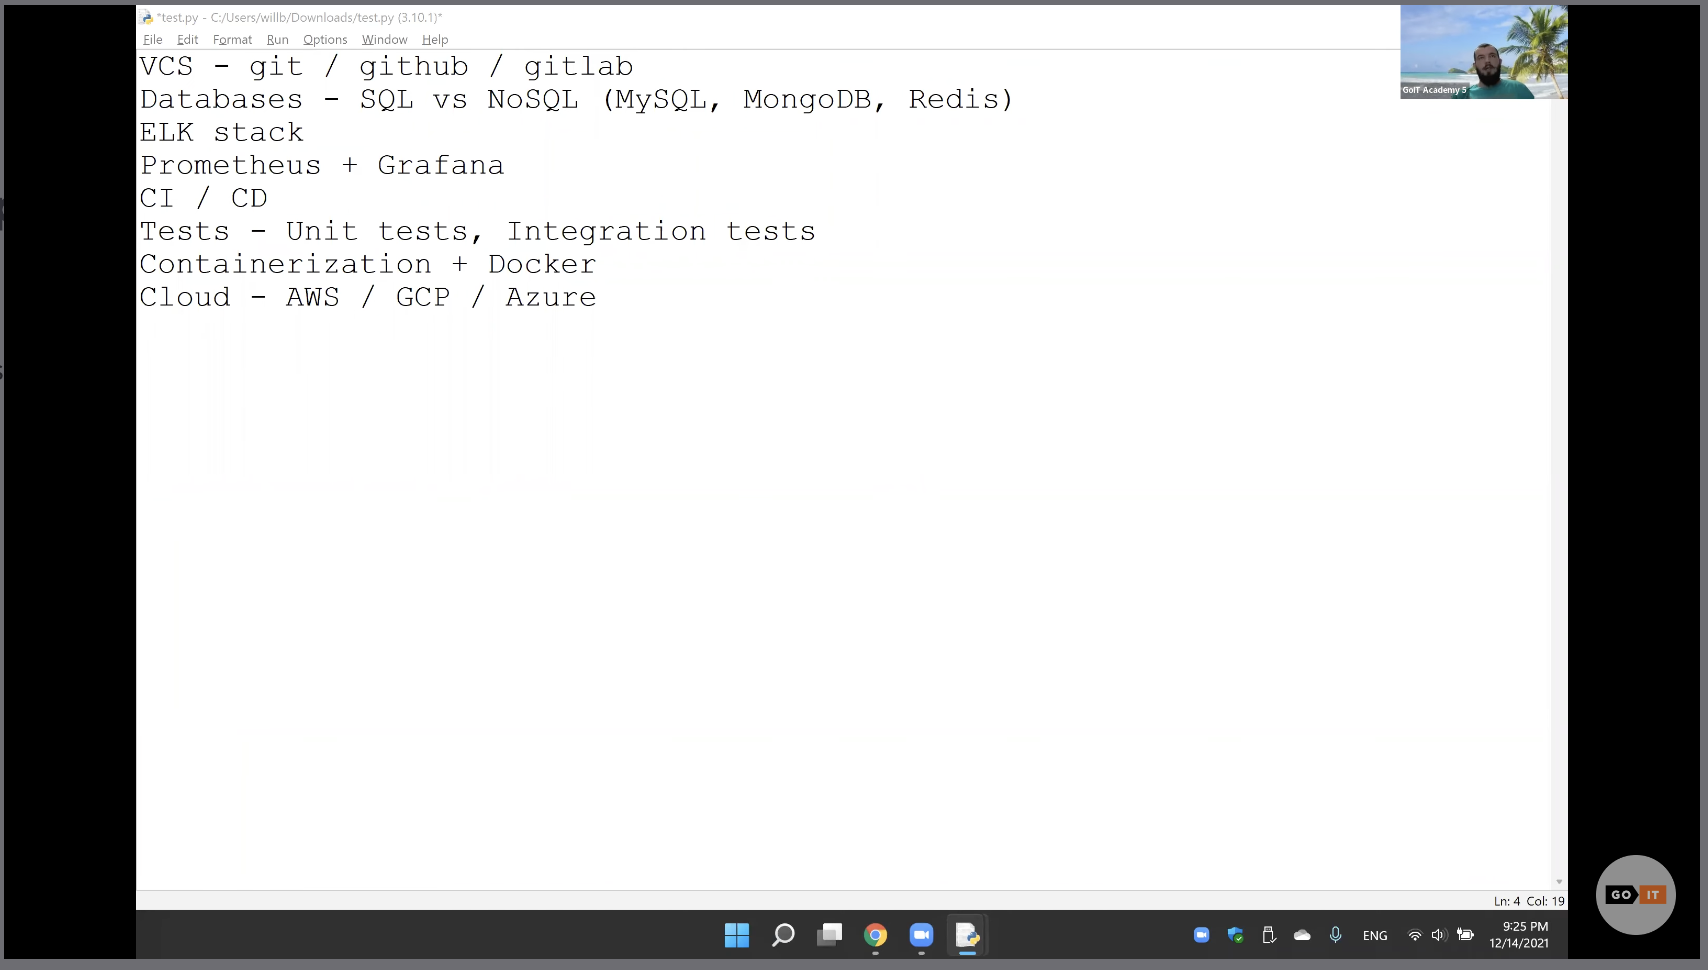 *test.py - C:/Users/willb/Downloads/test.py (3.10.1)*
File Edit Format Run Options Window Help
VCS - git / github / gitlab
Databases - SQL vs NoSQL (MySQL, MongoDB, Redis)
ELK stack
Prometheus + Grafana
CI / CD
Tests - Unit tests, Integration tests
Containerization + Docker
Cloud - AWS / GCP / Azure
GoIT Academy 5
Ln: 4 Col: 19
GO IT
ENG
9:25 PM
12/14/2021